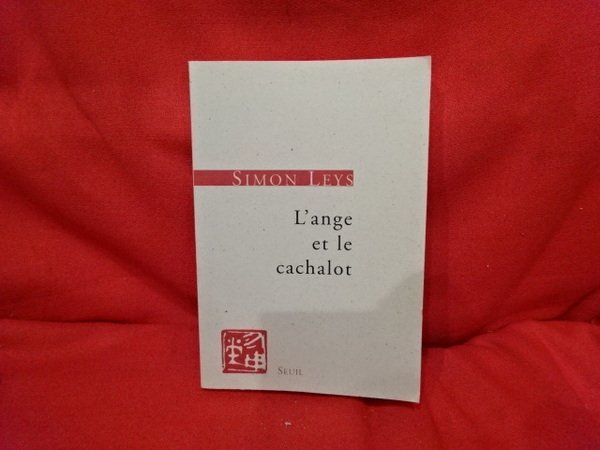 SIMON LEYS
L'ange
et le
cachalot
SEUIL